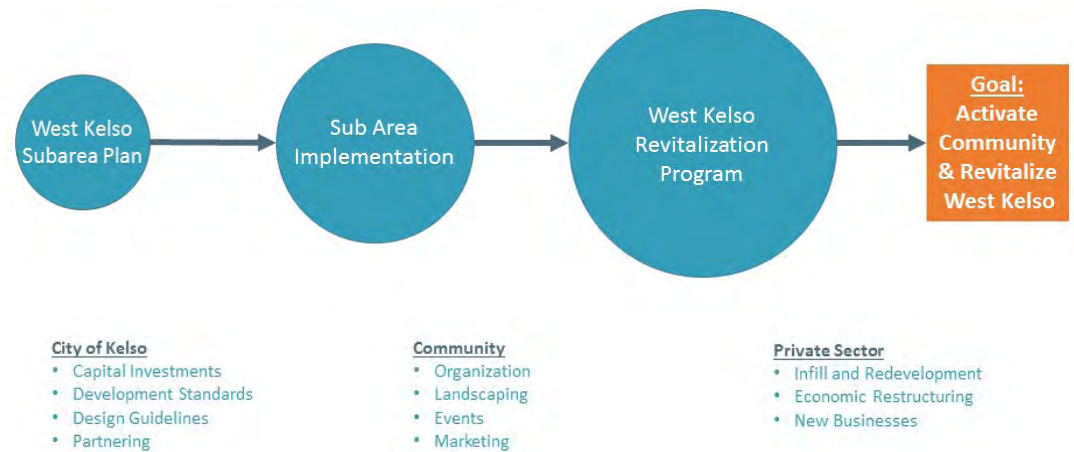 West Kelso
Subarea Plan
Sub Area
Implementation
West Kelso
Revitalization
Program
Goal:
Activate
Community
& Revitalize
West Kelso
City of Kelso
• Capital Investments
• Development Standards
• Design Guidelines
• Partnering
Community
• Organization
• Landscaping
• Events
• Marketing
Private Sector
• Infill and Redevelopment
• Economic Restructuring
• New Businesses